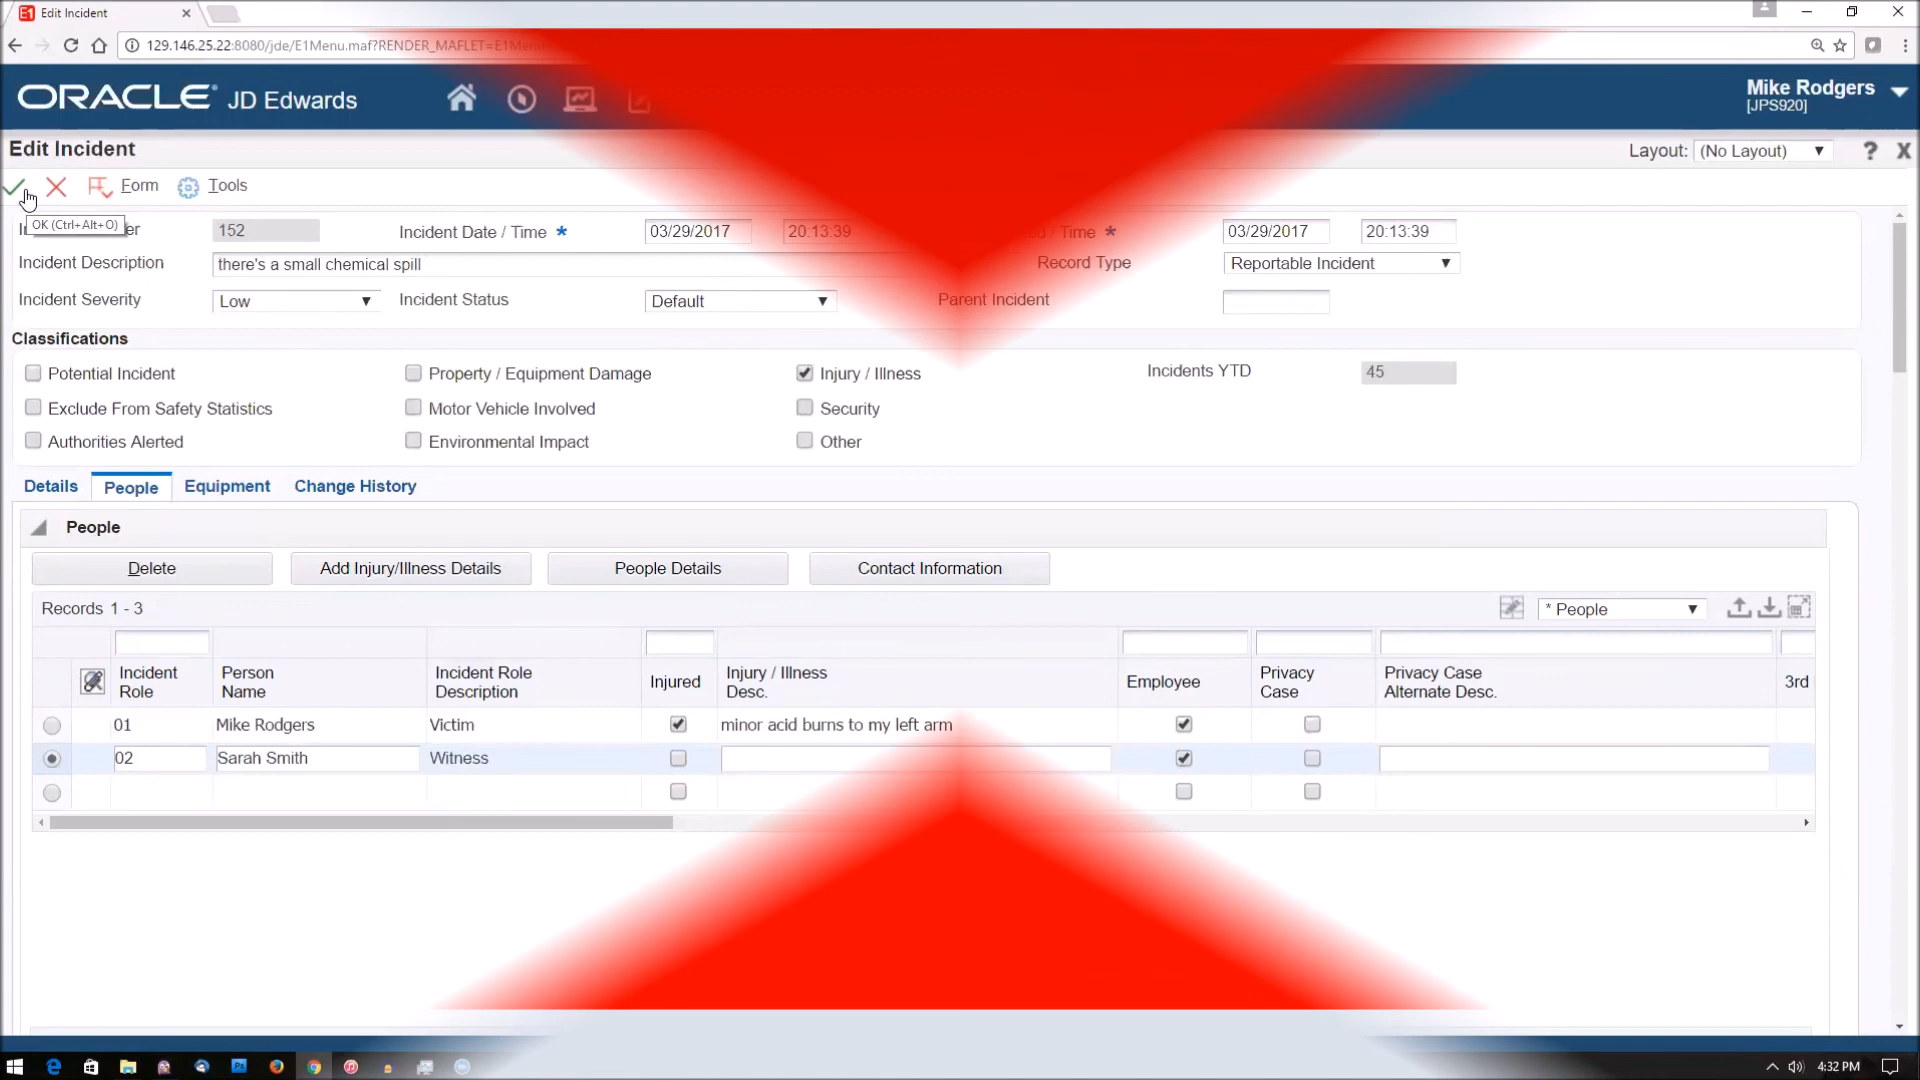 Edit Incident
129.146.25.22:8080/jde/E1Menu.maf?RENDER_MAFLET=E1Menu
ORACLE JD Edwards
Mike Rodgers
[JPS920]
Edit Incident
Layout: (No Layout)
Form Tools
OK (Ctrl+Alt+O)
152 Incident Date / Time * 03/29/2017 20:13:39 / Time * 03/29/2017 20:13:39
Incident Description there's a small chemical spill Record Type Reportable Incident
Incident Severity Low Incident Status Default Parent Incident
Classifications
Potential Incident Property / Equipment Damage Injury / Illness Incidents YTD 45
Exclude From Safety Statistics Motor Vehicle Involved Security
Authorities Alerted Environmental Impact Other
Details People Equipment Change History
People
Delete Add Injury/Illness Details People Details Contact Information
Records 1 - 3 * People
Incident Role Person Name Incident Role Description Injured Injury / Illness Desc. Employee Privacy Case Privacy Case Alternate Desc. 3rd
01 Mike Rodgers Victim minor acid burns to my left arm
02 Sarah Smith Witness
4:32 PM